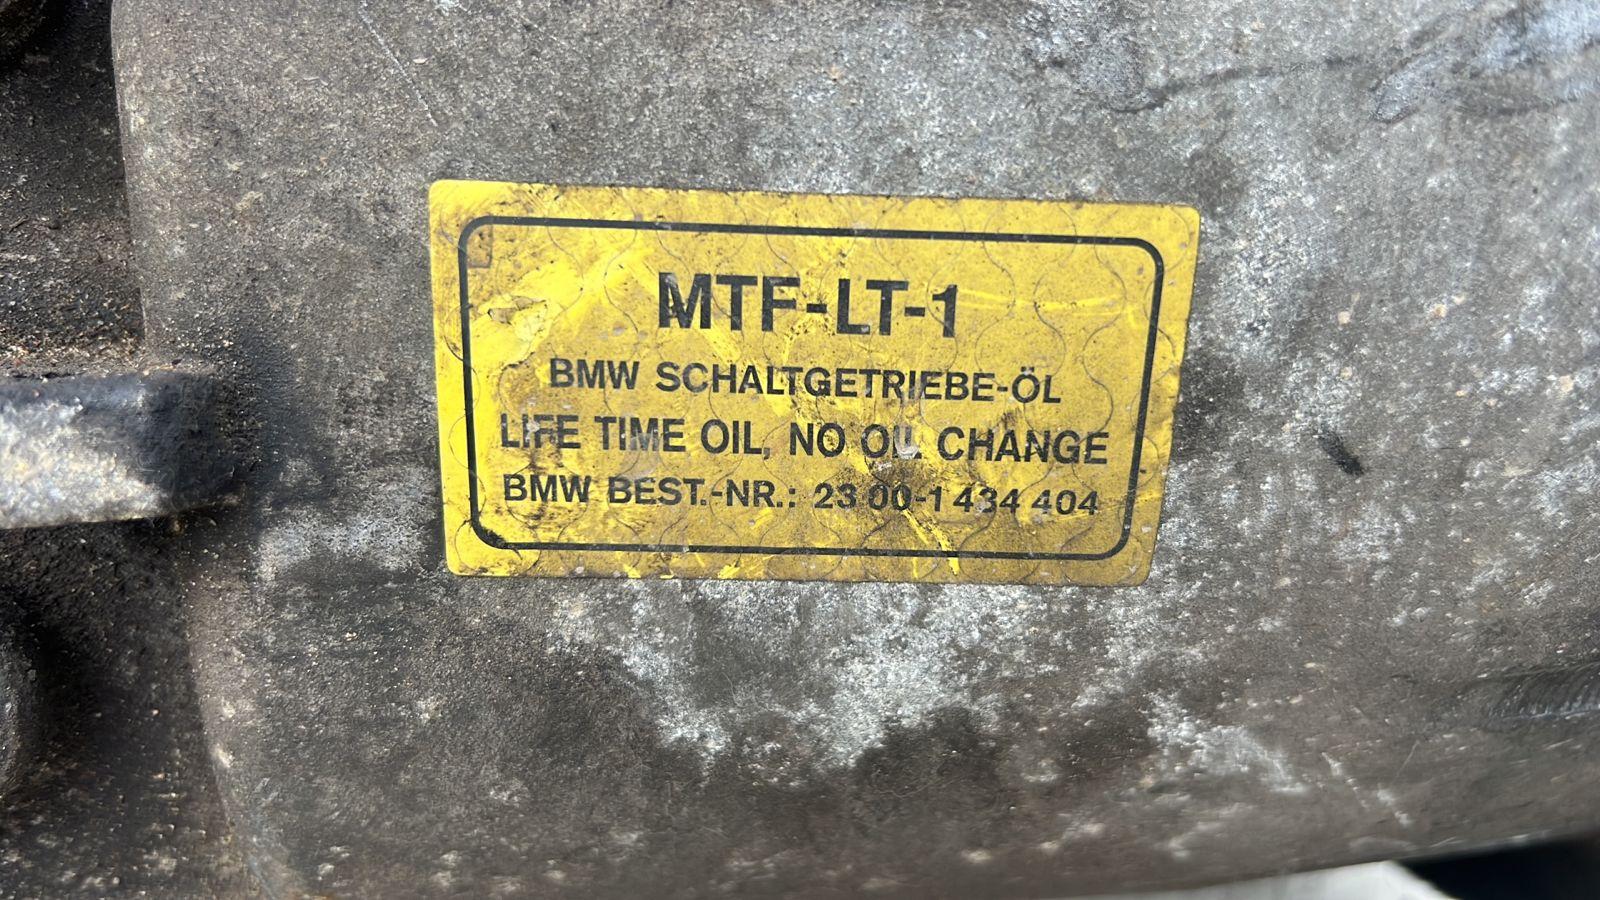 MTF-LT-1
BMW SCHALTGETRIEBE-ÖL
LIFE TIME OIL, NO OIL CHANGE
BMW BEST.-NR.: 23 00-1 434 404